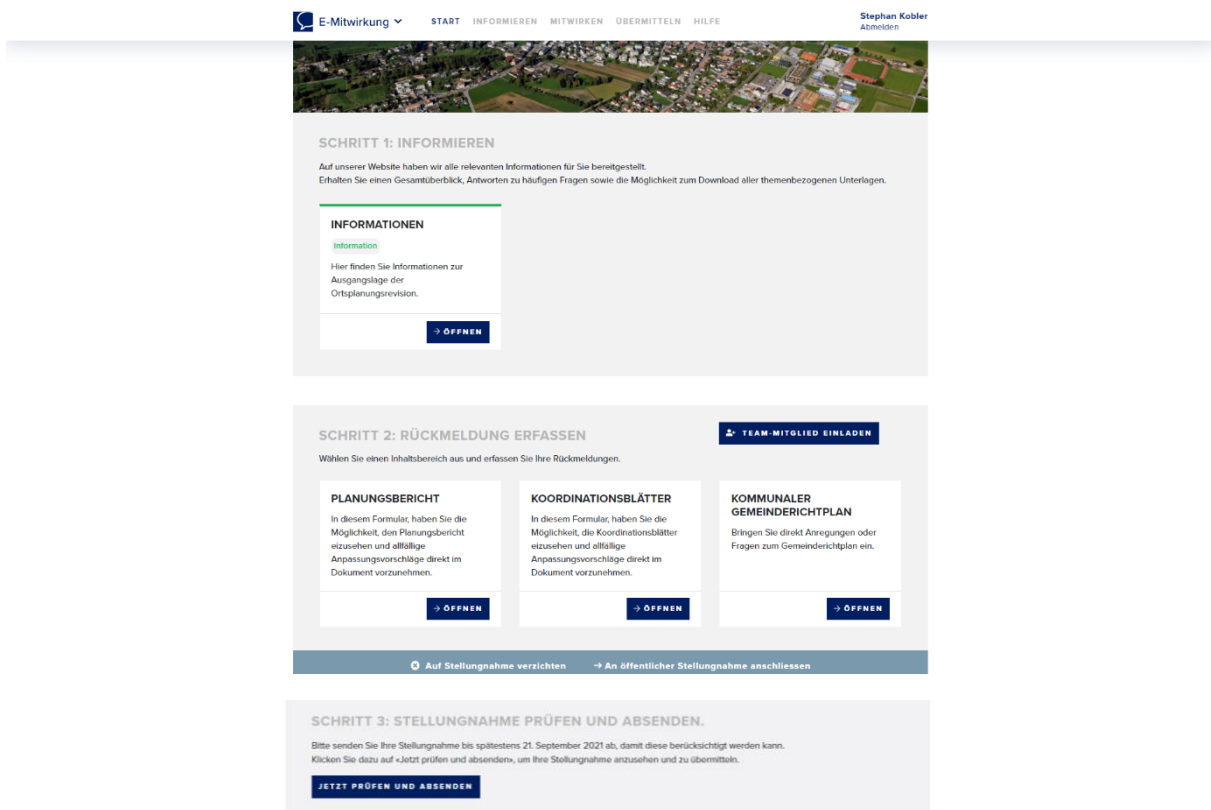 E-Mitwirkung START INFORMIEREN MITWIRKEN ÜBERMITTELN HILFE Stephan Kobler
Abmelden
SCHRITT 1: INFORMIEREN
Auf unserer Website haben wir alle relevanten Informationen für Sie bereitgestellt.
Erhalten Sie einen Gesamtüberblick, Antworten zu häufigen Fragen sowie die Möglichkeit zum Download aller themenbezogenen Unterlagen.
INFORMATIONEN
Information
Hier finden Sie Informationen zur
Ausgangslage der
Ortsplanungsrevision.
→ ÖFFNEN
SCHRITT 2: RÜCKMELDUNG ERFASSEN
TEAM-MITGLIED EINLADEN
Wählen Sie einen Inhaltsbereich aus und erfassen Sie Ihre Rückmeldungen.
PLANUNGSBERICHT
In diesem Formular, haben Sie die
Möglichkeit, den Planungsbericht
eizusehen und allfällige
Anpassungsvorschläge direkt im
Dokument vorzunehmen.
→ ÖFFNEN
KOORDINATIONSBLÄTTER
In diesem Formular, haben Sie die
Möglichkeit, die Koordinationsblätter
eizusehen und allfällige
Anpassungsvorschläge direkt im
Dokument vorzunehmen.
→ ÖFFNEN
KOMMUNALER
GEMEINDERICHTPLAN
Bringen Sie direkt Anregungen oder
Fragen zum Gemeinderichtplan ein.
→ ÖFFNEN
Auf Stellungnahme verzichten → An öffentlicher Stellungnahme anschliessen
SCHRITT 3: STELLUNGNAHME PRÜFEN UND ABSENDEN.
Bitte senden Sie Ihre Stellungnahme bis spätestens 21. September 2021 ab, damit diese berücksichtigt werden kann.
Klicken Sie dazu auf «Jetzt prüfen und absenden», um Ihre Stellungnahme anzusehen und zu übermitteln.
JETZT PRÜFEN UND ABSENDEN